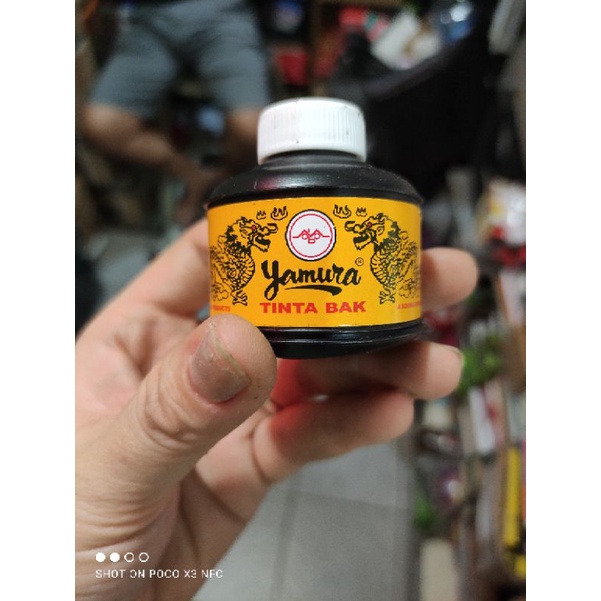 yamura®
TINTA BAK
SHOT ON POCO X3 NFC